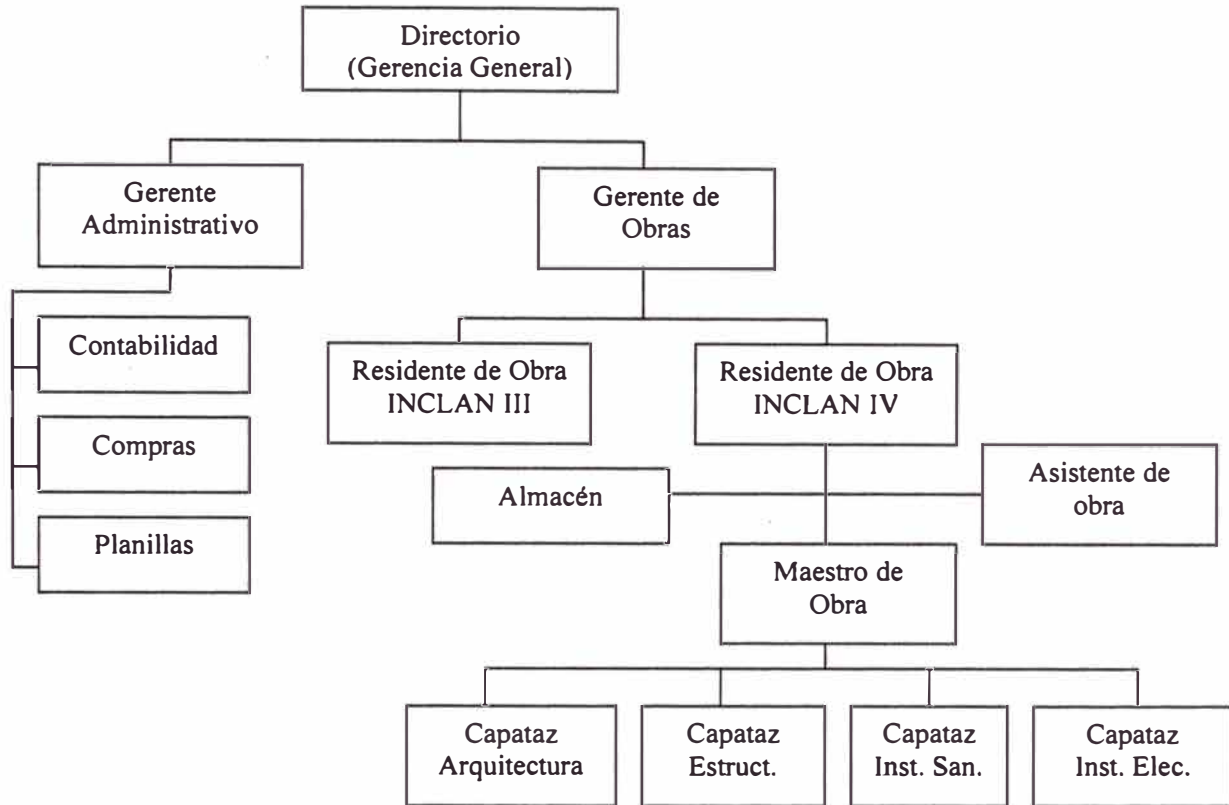 Directorio
(Gerencia General)
Gerente
Administrativo
Gerente de
Obras
Contabilidad
Compras
Planillas
Residente de Obra
INCLAN III
Residente de Obra
INCLAN IV
Almacén
Asistente de
obra
Maestro de
Obra
Capataz
Arquitectura
Capataz
Estruct.
Capataz
Inst. San.
Capataz
Inst. Elec.